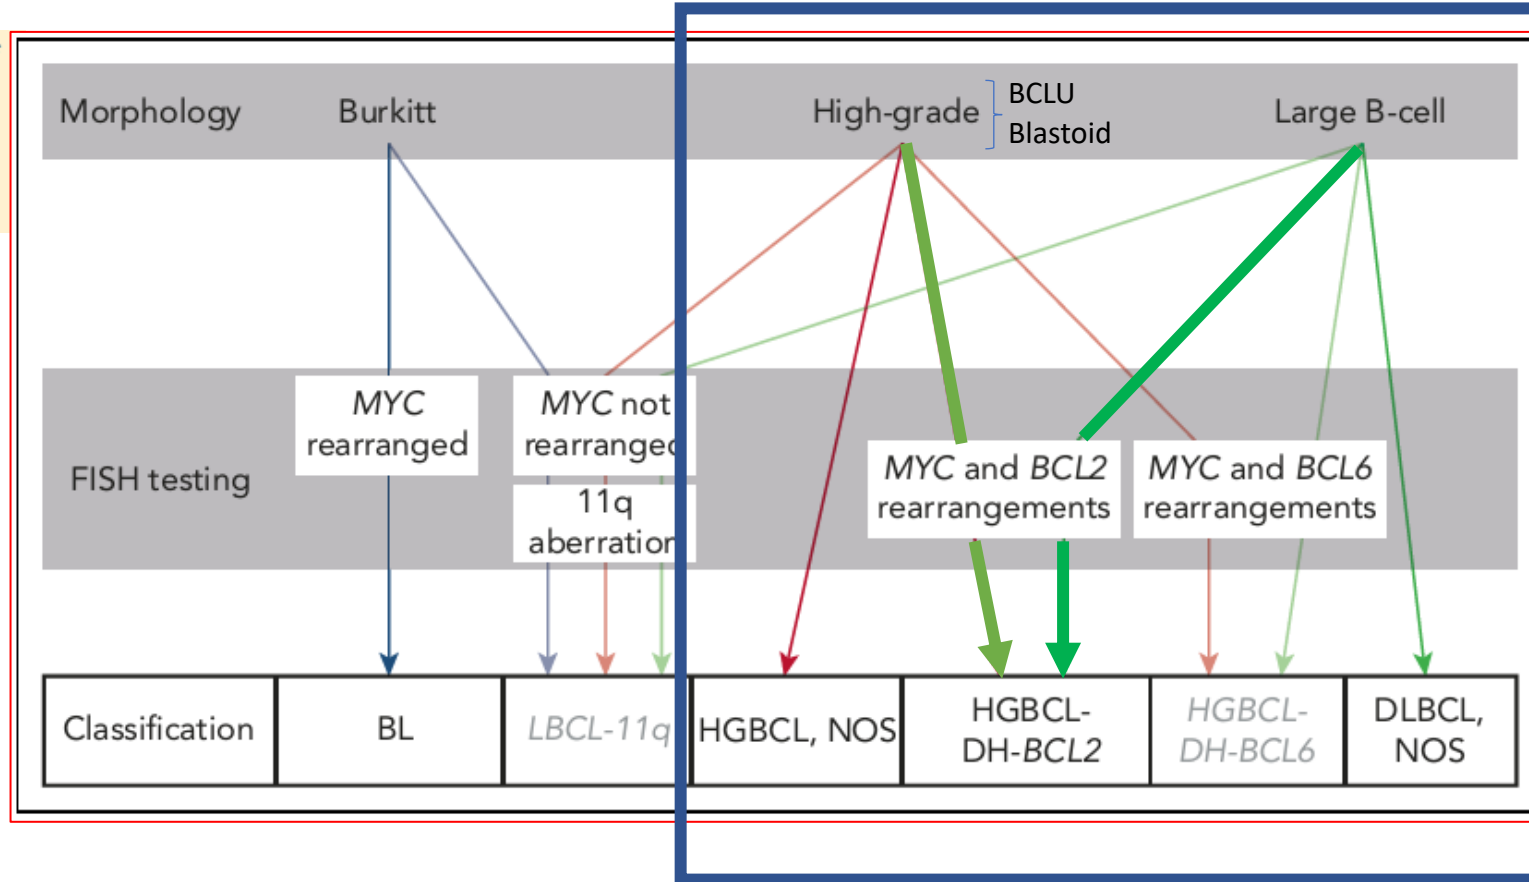 Morphology
Burkitt
High-grade
BCLU
Blastoid
Large B-cell
FISH testing
MYC
rearranged
MYC not
rearranged
11q
aberration
MYC and BCL2
rearrangements
MYC and BCL6
rearrangements
Classification
BL
LBCL-11q
HGBCL, NOS
HGBCL-
DH-BCL2
HGBCL-
DH-BCL6
DLBCL,
NOS